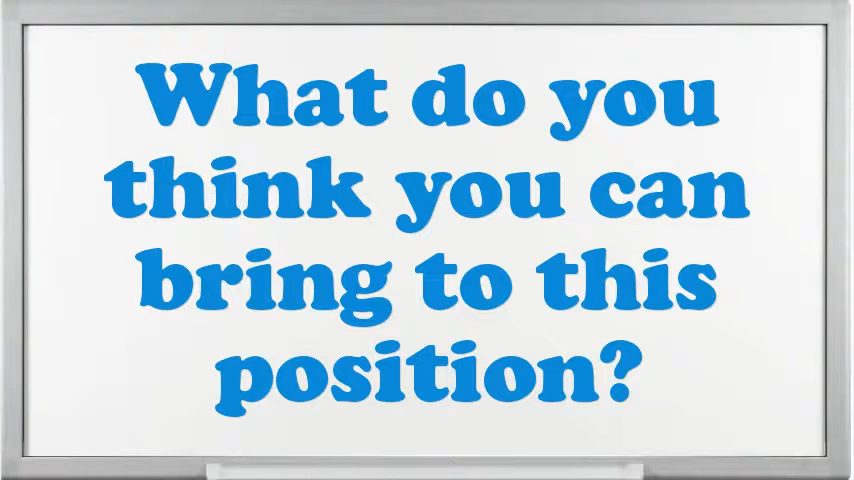 What do you
think you can
bring to this
position?